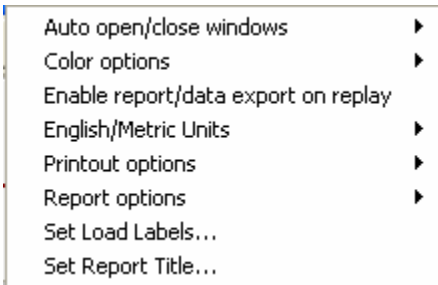 Auto open/close windows
Color options
Enable report/data export on replay
English/Metric Units
Printout options
Report options
Set Load Labels...
Set Report Title...